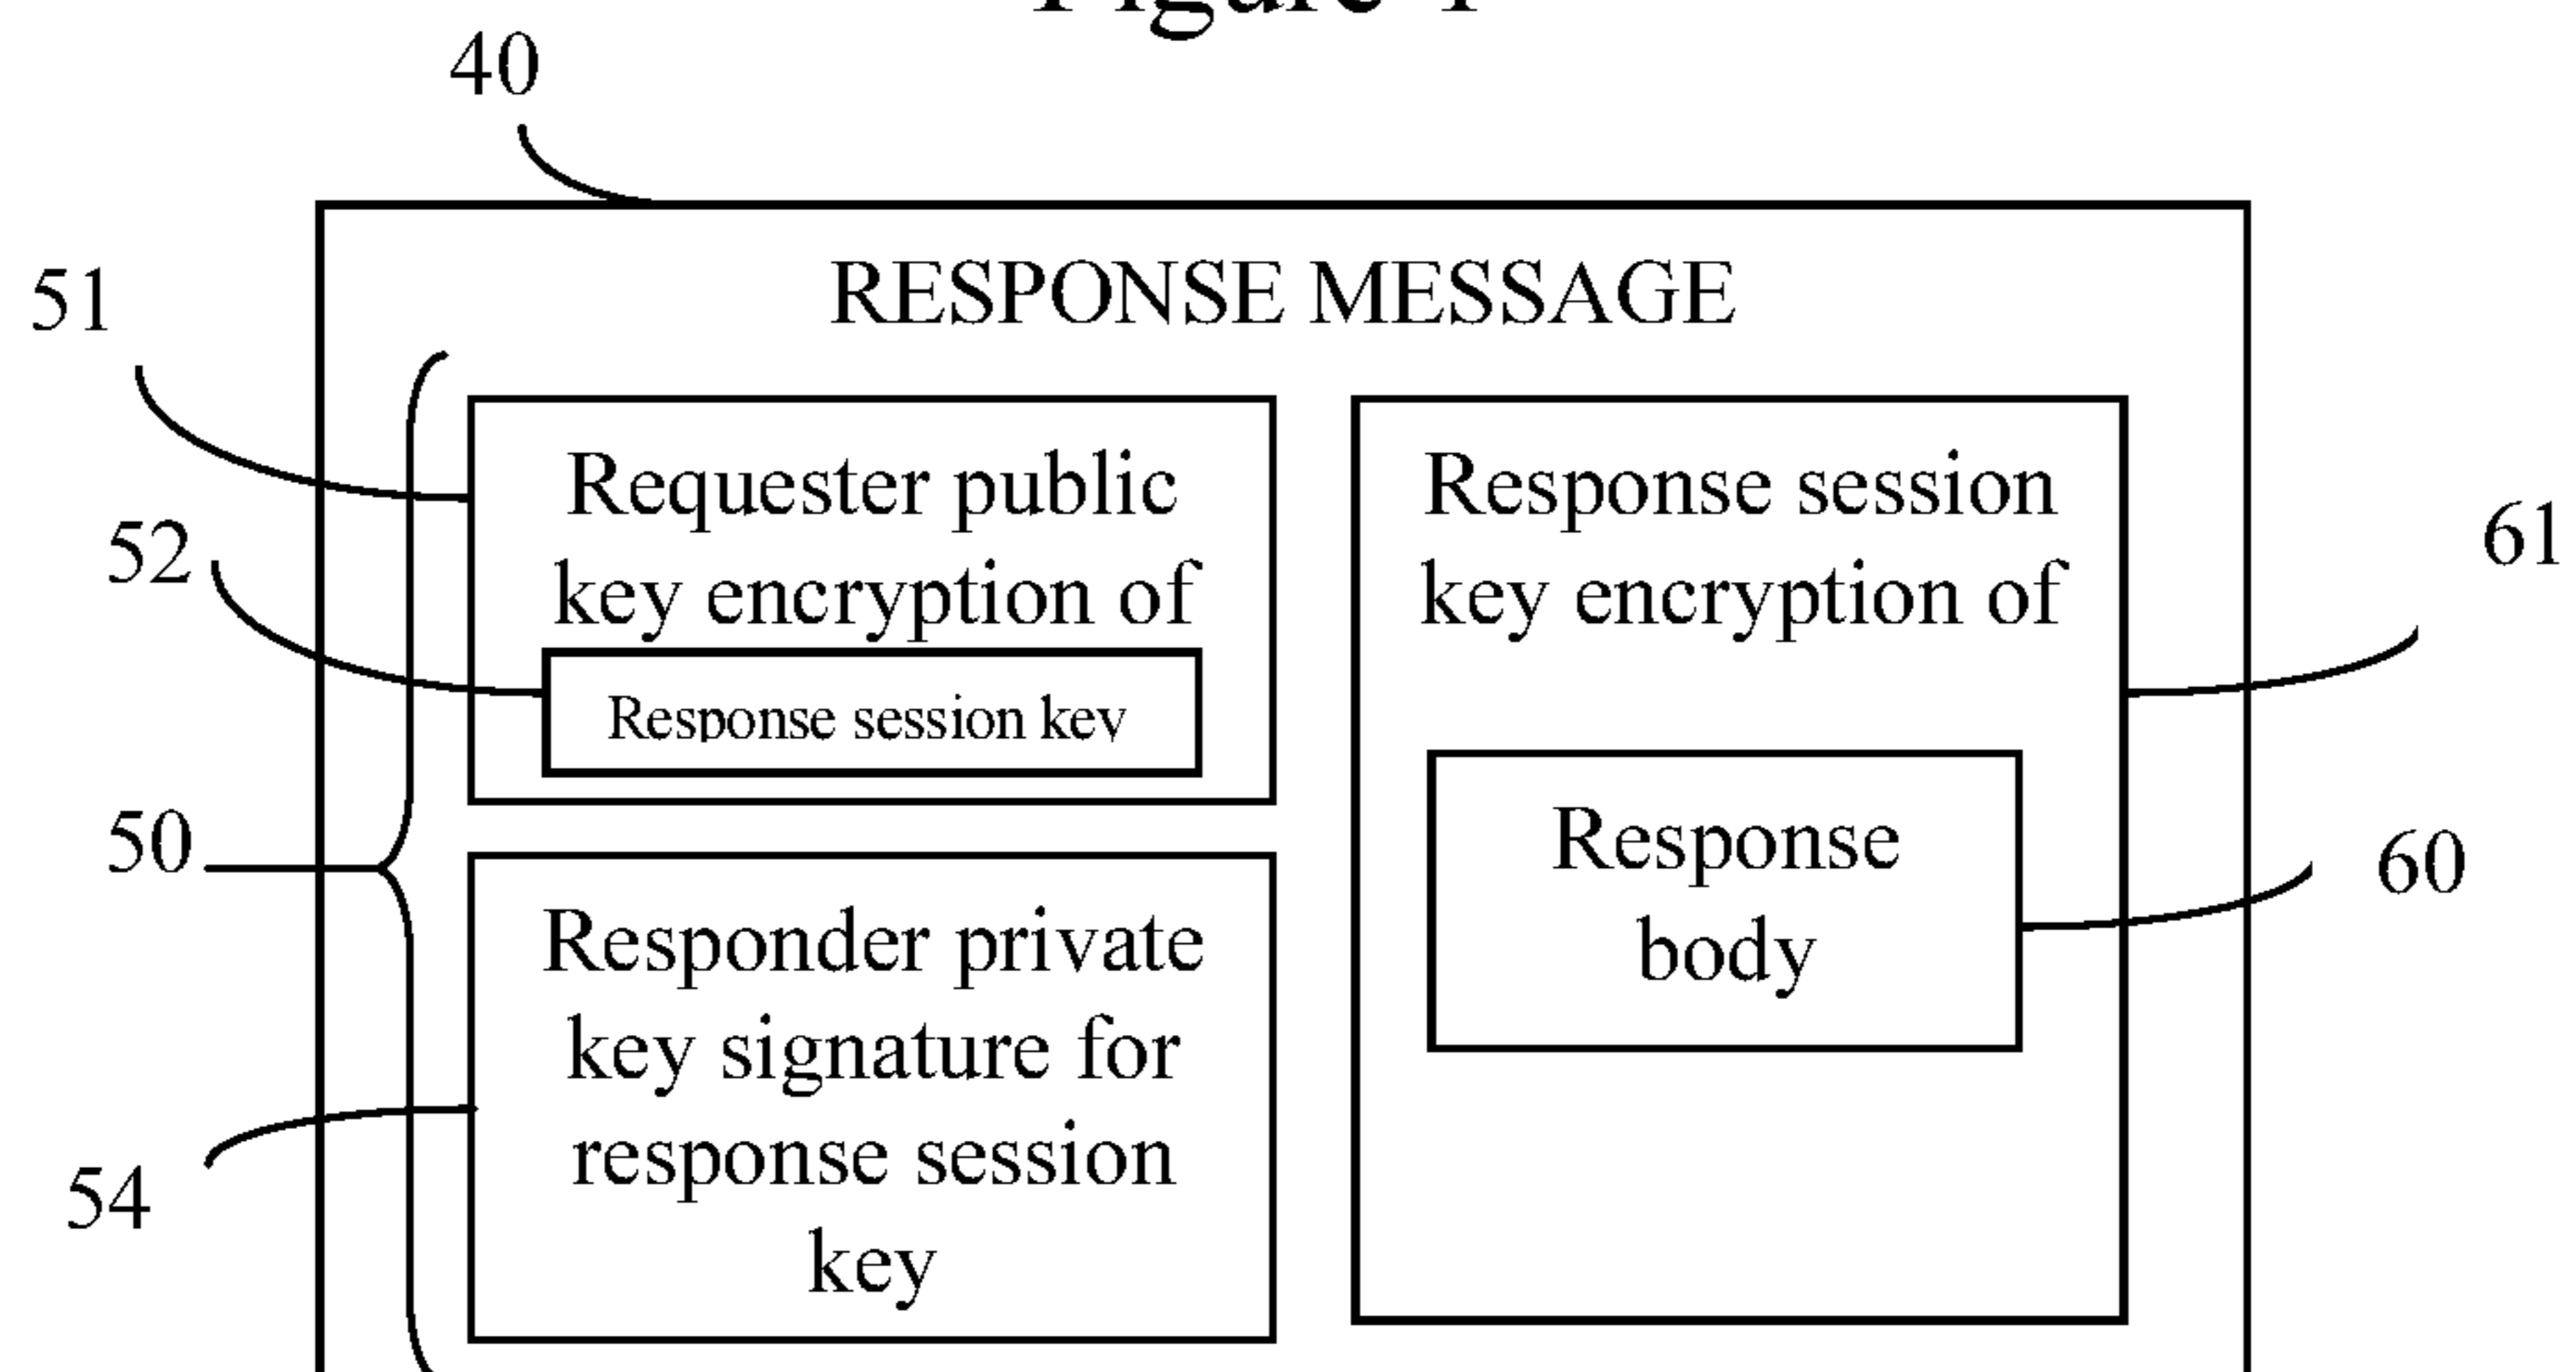 40
RESPONSE MESSAGE
51
Requester public
key encryption of
52
Response session key
50
Responder private
key signature for
response session
key
54
Response session
key encryption of
61
Response
body
60